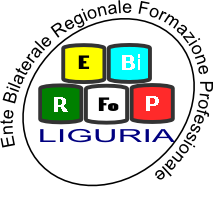 Ente Bilaterale Regionale Formazione Professionale
E Bi
R Fo P
LIGURIA